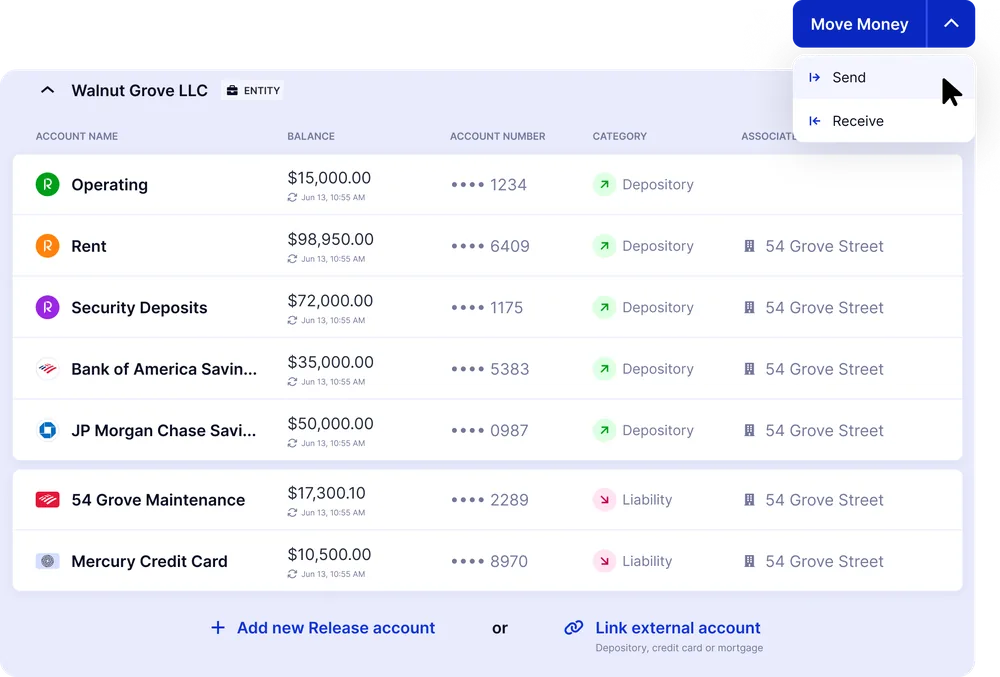 Move Money
Send
Receive
Walnut Grove LLC ENTITY
ACCOUNT NAME BALANCE ACCOUNT NUMBER CATEGORY
R Operating $15,000.00 •••• 1234 Depository
Jun 13, 10:55 AM
R Rent $98,950.00 •••• 6409 Depository 54 Grove Street
Jun 13, 10:55 AM
R Security Deposits $72,000.00 •••• 1175 Depository 54 Grove Street
Jun 13, 10:55 AM
Bank of America Savin... $35,000.00 •••• 5383 Depository 54 Grove Street
Jun 13, 10:55 AM
JP Morgan Chase Savi... $50,000.00 •••• 0987 Depository 54 Grove Street
Jun 13, 10:55 AM
54 Grove Maintenance $17,300.10 •••• 2289 Liability 54 Grove Street
Jun 13, 10:55 AM
Mercury Credit Card $10,500.00 •••• 8970 Liability 54 Grove Street
Jun 13, 10:55 AM
+ Add new Release account or Link external account
Depository, credit card or mortgage